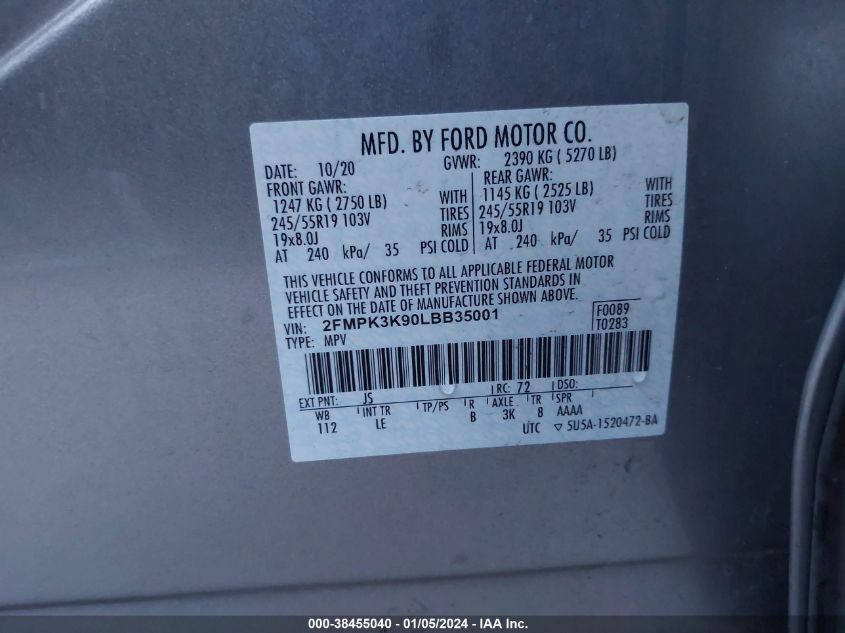 MFD. BY FORD MOTOR CO.
DATE: 10/20 GVWR: 2390 KG ( 5270 LB)
FRONT GAWR: REAR GAWR:
1247 KG ( 2750 LB) WITH 1145 KG ( 2525 LB) WITH
245/55R19 103V TIRES 245/55R19 103V TIRES
19x8.0J RIMS 19x8.0J RIMS
AT 240 kPa/ 35 PSI COLD AT 240 kPa/ 35 PSI COLD
THIS VEHICLE CONFORMS TO ALL APPLICABLE FEDERAL MOTOR
VEHICLE SAFETY AND THEFT PREVENTION STANDARDS IN
EFFECT ON THE DATE OF MANUFACTURE SHOWN ABOVE.
VIN: 2FMPK3K90LBB35001 F0089
TYPE: MPV T0283
EXT PNT: JS RC: 72 DSO:
WB INT TR TP/PS R AXLE TR SPR
112 LE B 3K 8 AAAA
UTC ▽ 5U5A-1520472-BA
000-38455040 - 01/05/2024 - IAA Inc.